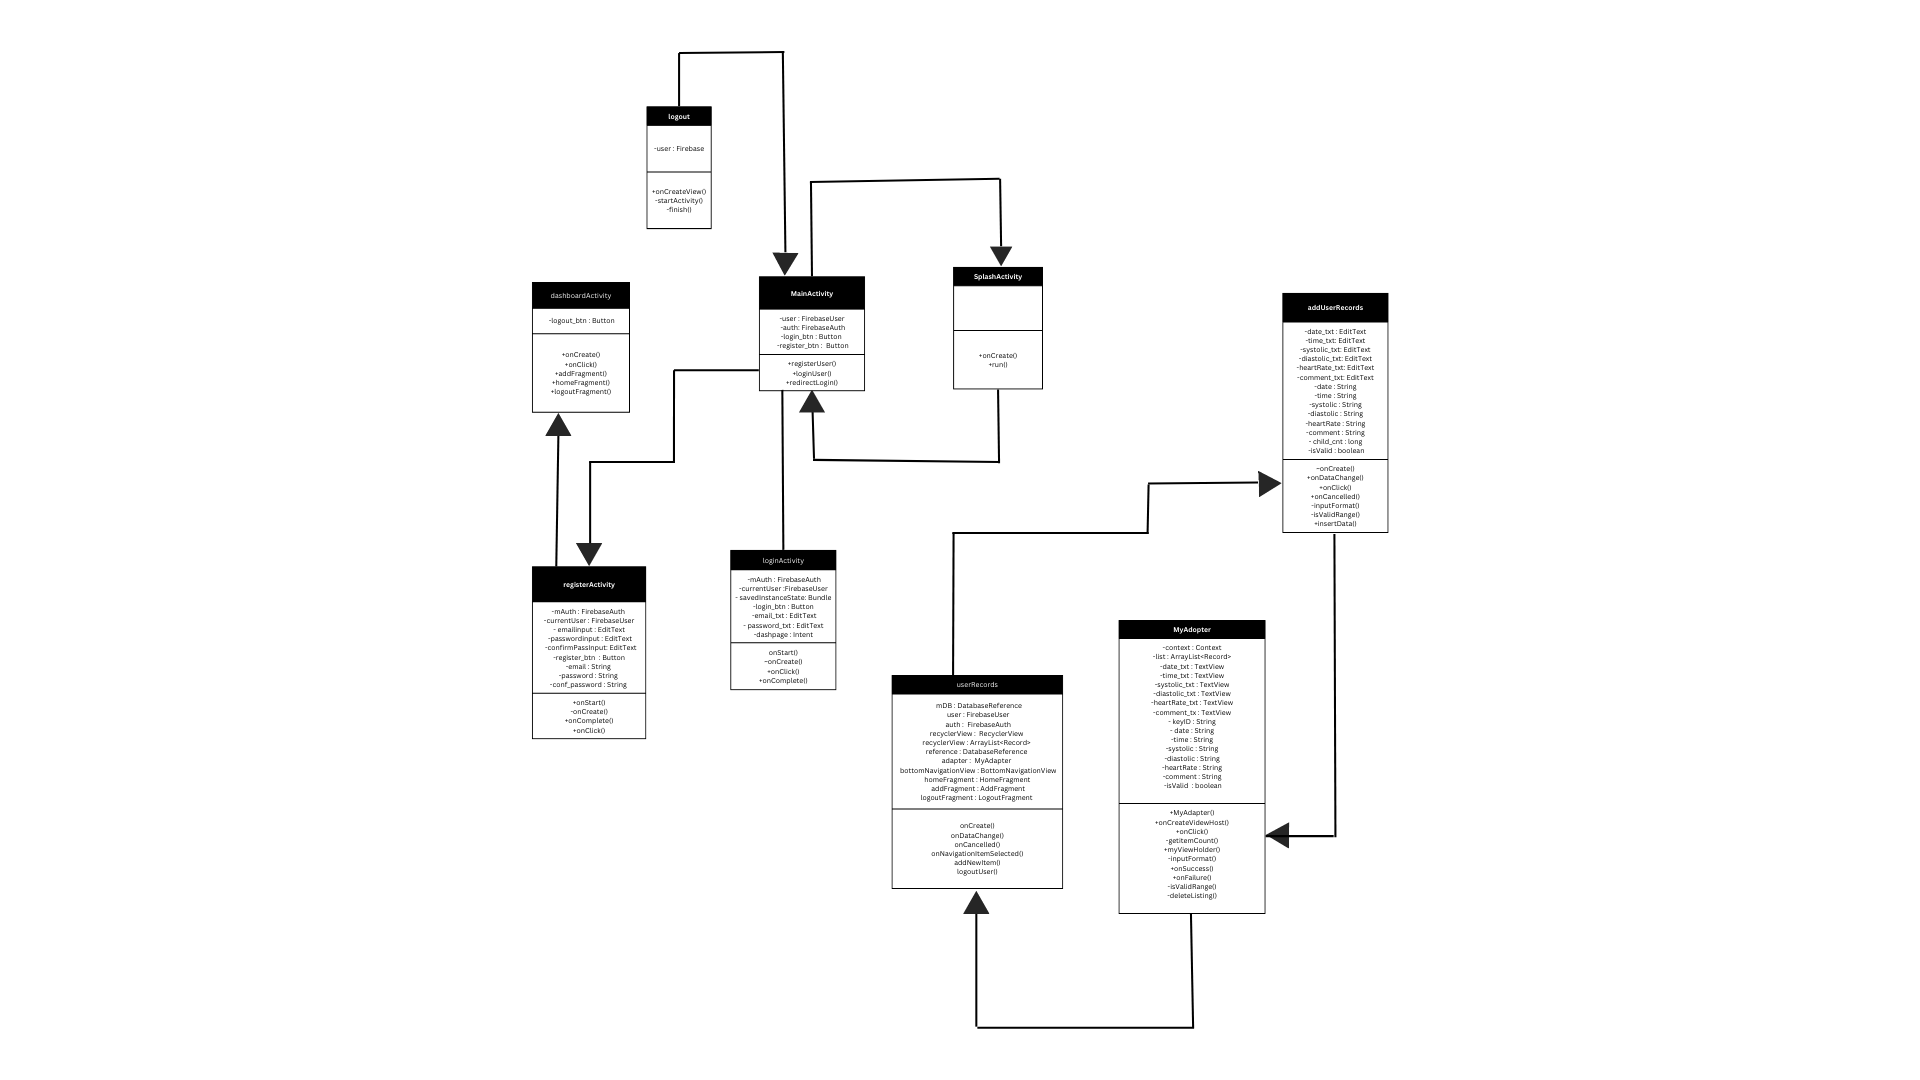 logout
-user : Firebase
+onCreateView()
-startActivity()
-finish()
MainActivity
-user : FirebaseUser
-auth: FirebaseAuth
-login_btn : Button
-register_btn :  Button
+registerUser()
+loginUser()
+redirectLogin()
SplashActivity
+onCreate()
+run()
dashboardActivity
-logout_btn : Button
+onCreate()
+onClick()
+addFragment()
+homeFragment()
+logoutFragment()
addUserRecords
-date_txt : EditText
-time_txt: EditText
-systolic_txt: EditText
-diastolic_txt: EditText
-heartRate_txt: EditText
-comment_txt: EditText
-date : String
-time : String
-systolic : String
-diastolic : String
-heartRate : String
-comment : String
- child_cnt : long
-isValid : boolean
~onCreate()
+onDataChange()
+onClick()
+onCancelled()
-inputFormat()
-isValidRange()
+insertData()
registerActivity
-mAuth : FirebaseAuth
-currentUser : FirebaseUser
- emailinput : EditText
-passwordinput : EditText
-confirmPassInput: EditText
-register_btn  : Button
-email : String
-password : String
-conf_password : String
+onStart()
~onCreate()
+onComplete()
+onClick()
loginActivity
-mAuth : FirebaseAuth
-currentUser :FirebaseUser
- savedInstanceState: Bundle
-login_btn : Button
-email_txt : EditText
- password_txt : EditText
-dashpage : Intent
onStart()
~onCreate()
+onClick()
+onComplete()
userRecords
mDB : DatabaseReference
user : FirebaseUser
auth :  FirebaseAuth
recyclerView :  RecyclerView
recyclerView : ArrayList<Record>
reference : DatabaseReference
adapter :  MyAdapter
bottomNavigationView : BottomNavigationView
homeFragment : HomeFragment
addFragment : AddFragment
logoutFragment : LogoutFragment
onCreate()
onDataChange()
onCancelled()
onNavigationItemSelected()
addNewItem()
logoutUser()
MyAdopter
-context : Context
-list : ArrayList<Record>
-date_txt : TextView
-time_txt : TextView
-systolic_txt : TextView
-diastolic_txt : TextView
-heartRate_txt : TextView
-comment_tx : TextView
- keyID : String
- date : String
-time : String
-systolic : String
-diastolic : String
-heartRate : String
-comment : String
-isValid  : boolean
+MyAdapter()
+onCreateVidewHost()
+onClick()
-getitemCount()
+myViewHolder()
-inputFormat()
+onSuccess()
+onFailure()
-isValidRange()
-deleteListing()